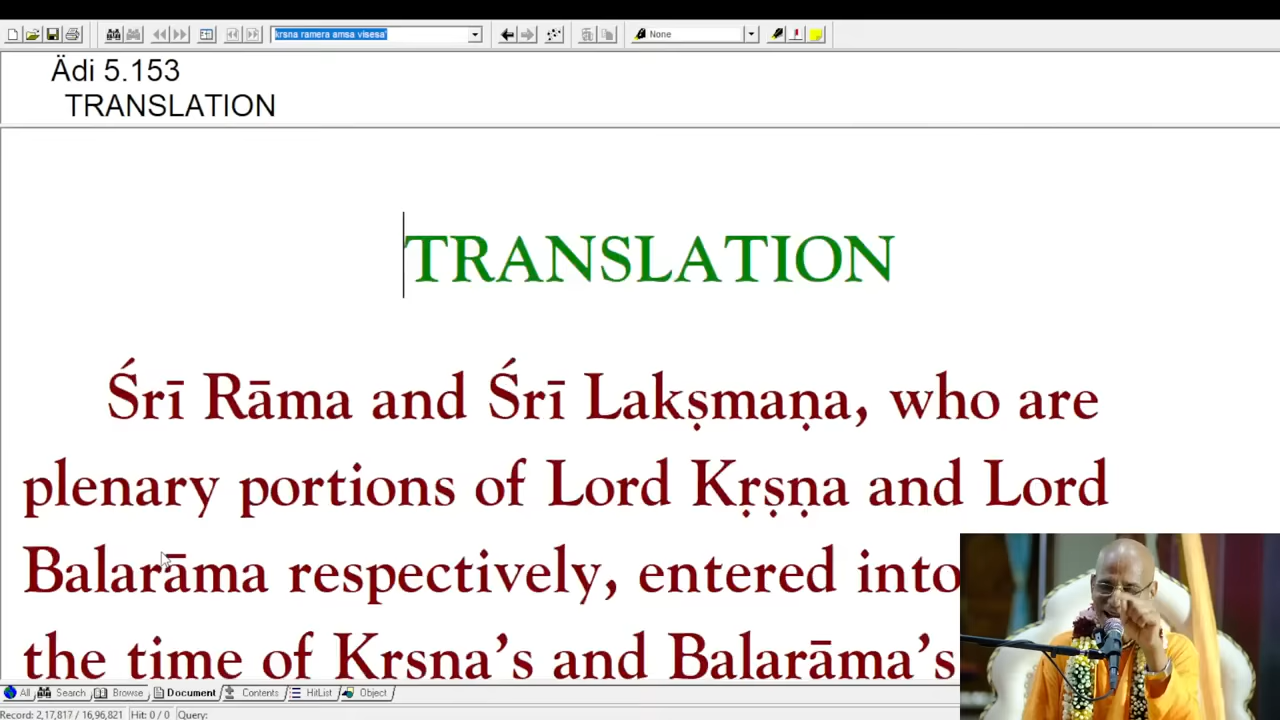 krsna ramera amsa visesa'
None
Ädi 5.153
TRANSLATION
TRANSLATION
Śrī Rāma and Śrī Lakṣmaṇa, who are
plenary portions of Lord Kṛṣṇa and Lord
Balarāma respectively, entered into
the time of Krsna’s and Balarāma’s
All Search Browse Document Contents HitList Object
Record: 2,17,817 / 16,96,821 Hit: 0 / 0 Query: